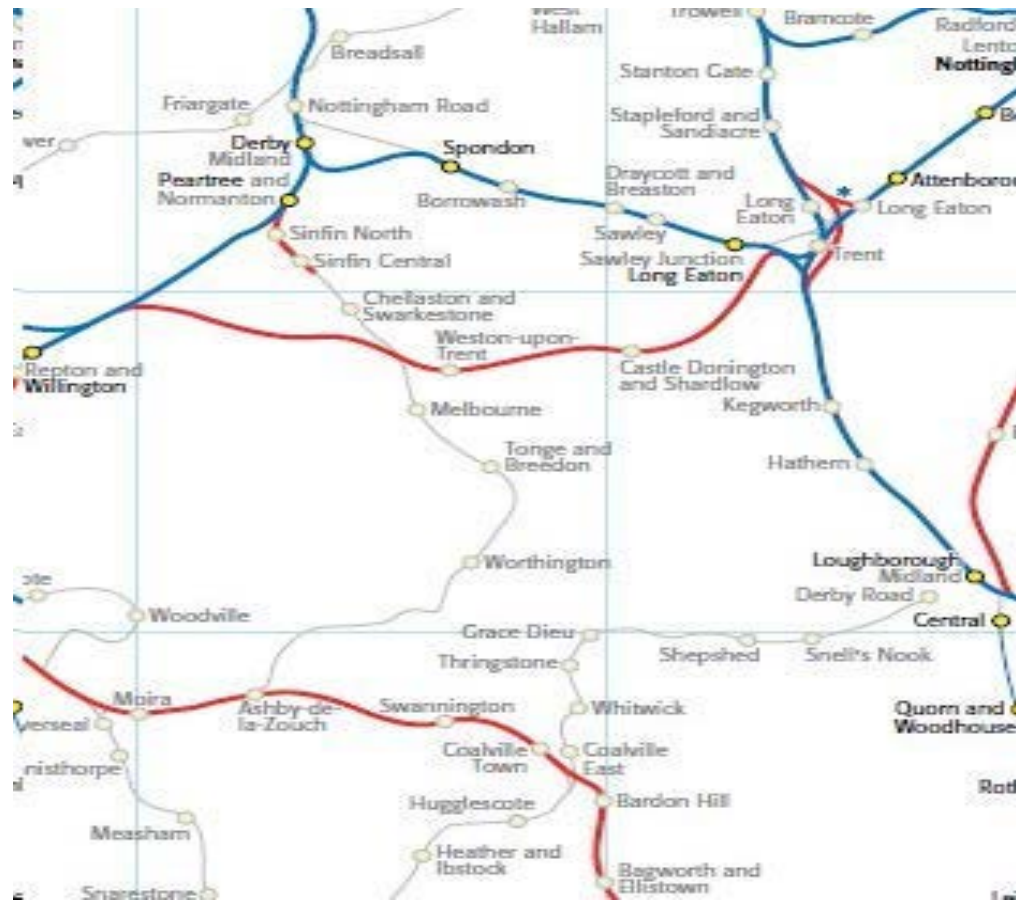 West
Hallam
Trowell
Bramcote
Radford
Breadsall
Stanton Gate
Friargate
Nottingham Road
Stapleford and
Sandiacre
Derby
Midland
Spondon
Peartree and
Normanton
Borrowash
Draycott and
Breaston
Attenboro
Long
Eaton
*
Long Eaton
Sinfin North
Sawley
Sinfin Central
Sawley Junction
Long Eaton
Trent
Chellaston and
Swarkestone
Weston-upon-
Trent
Repton and
Willington
Castle Donington
and Shardlow
Kegworth
Melbourne
Tonge and
Breedon
Hathern
Worthington
Loughborough
Midland
Derby Road
Woodville
Central
Grace Dieu
Shepshed
Snell's Nook
Thringstone
Moira
Ashby-de-
la-Zouch
Swannington
Whitwick
Quorn and
Woodhouse
verseal
Coalville
Town
Coalville
East
nisthorpe
Hugglescote
Bardon Hill
Measham
Heather and
Ibstock
Bagworth and
Ellistown
Snarestone